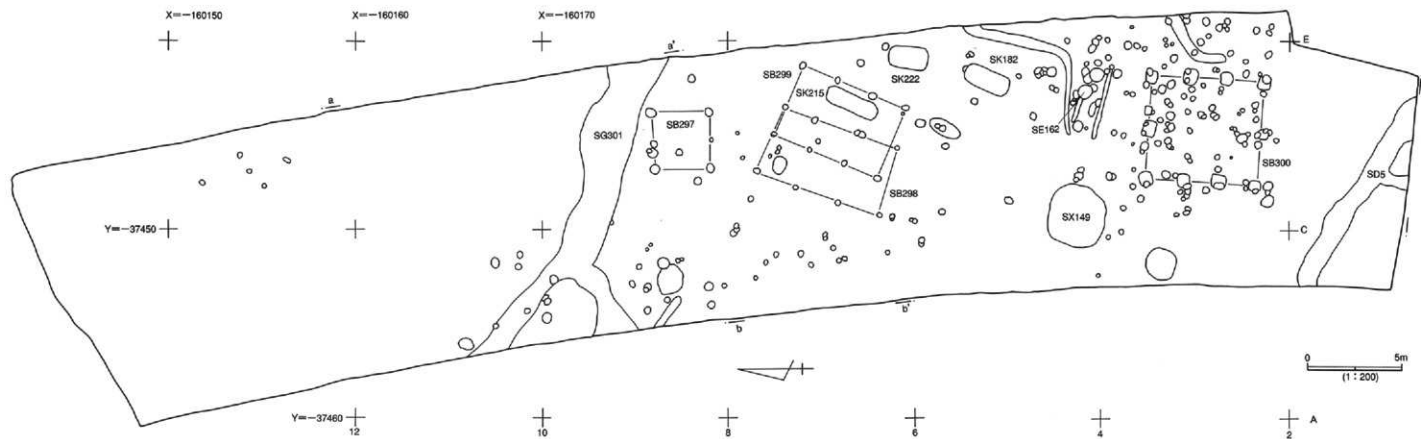 X=−160150
X=−160160
X=−160170
E
a'
a
SK182
SB299
SK222
SK215
SG301
SB297
SE162
SB300
SD5
SB298
SX149
Y=−37450
C
b'
b
0 5m
(1:200)
Y=−37460
A
12 10 8 6 4 2